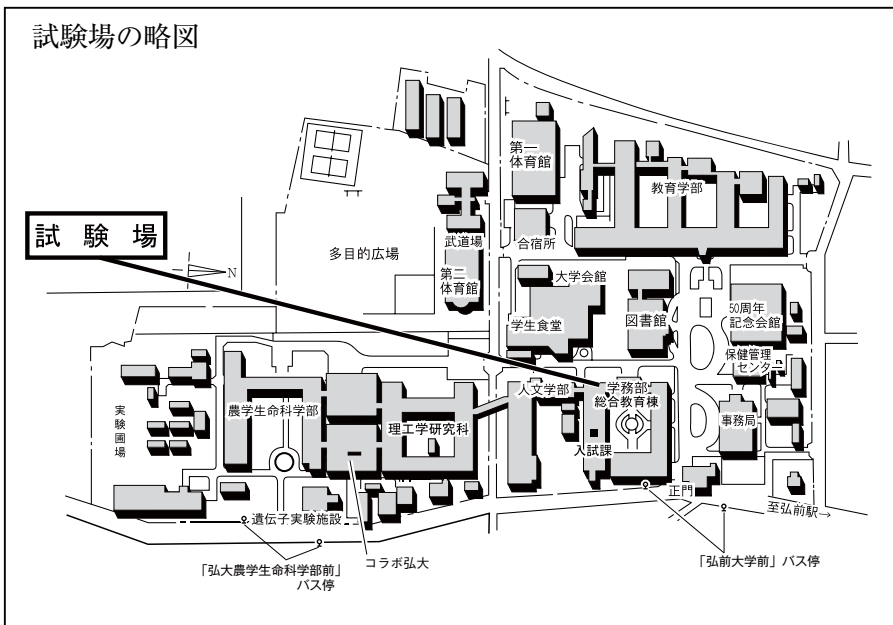 試験場の略図
第一
体育館
教育学部
試験場
武道場
合宿所
多目的広場
N
第二
体育館
大学会館
学生食堂
図書館
50周年
記念会館
保健管理
センター
実験圃場
農学生命科学部
理工学研究科
人文学部
学務部
総合教育棟
事務局
入試課
正門
至弘前駅→
遺伝子実験施設
コラボ弘大
「弘大農学生命科学部前」
バス停
「弘前大学前」バス停